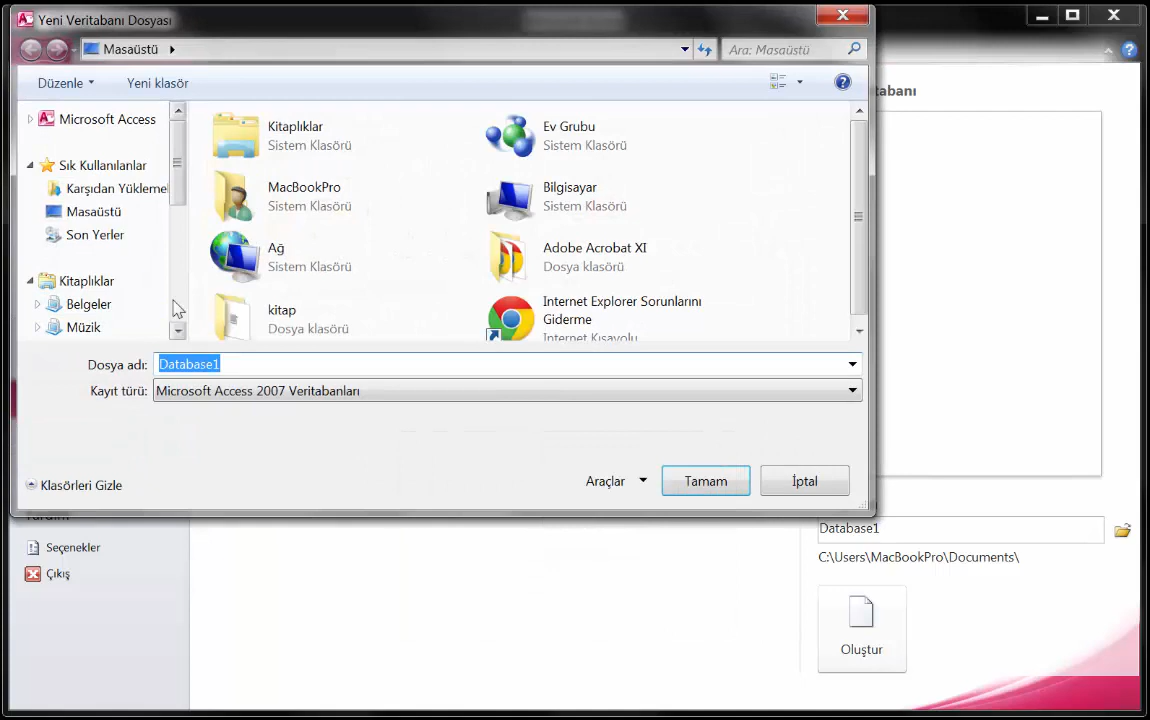 Yeni Veritabanı Dosyası
Masaüstü
Ara: Masaüstü
Düzenle
Yeni klasör
Microsoft Access
Sık Kullanılanlar
Karşıdan Yükleme
Masaüstü
Son Yerler
Kitaplıklar
Belgeler
Müzik
Kitaplıklar
Sistem Klasörü
Ev Grubu
Sistem Klasörü
MacBookPro
Sistem Klasörü
Bilgisayar
Sistem Klasörü
Ağ
Sistem Klasörü
Adobe Acrobat XI
Dosya klasörü
kitap
Dosya klasörü
Internet Explorer Sorunlarını
Giderme
Internet Kısayolu
Dosya adı: Database1
Kayıt türü: Microsoft Access 2007 Veritabanları
Klasörleri Gizle
Araçlar
Tamam
İptal
tabanı
Yardım
Seçenekler
Çıkış
Database1
C:\Users\MacBookPro\Documents\
Oluştur